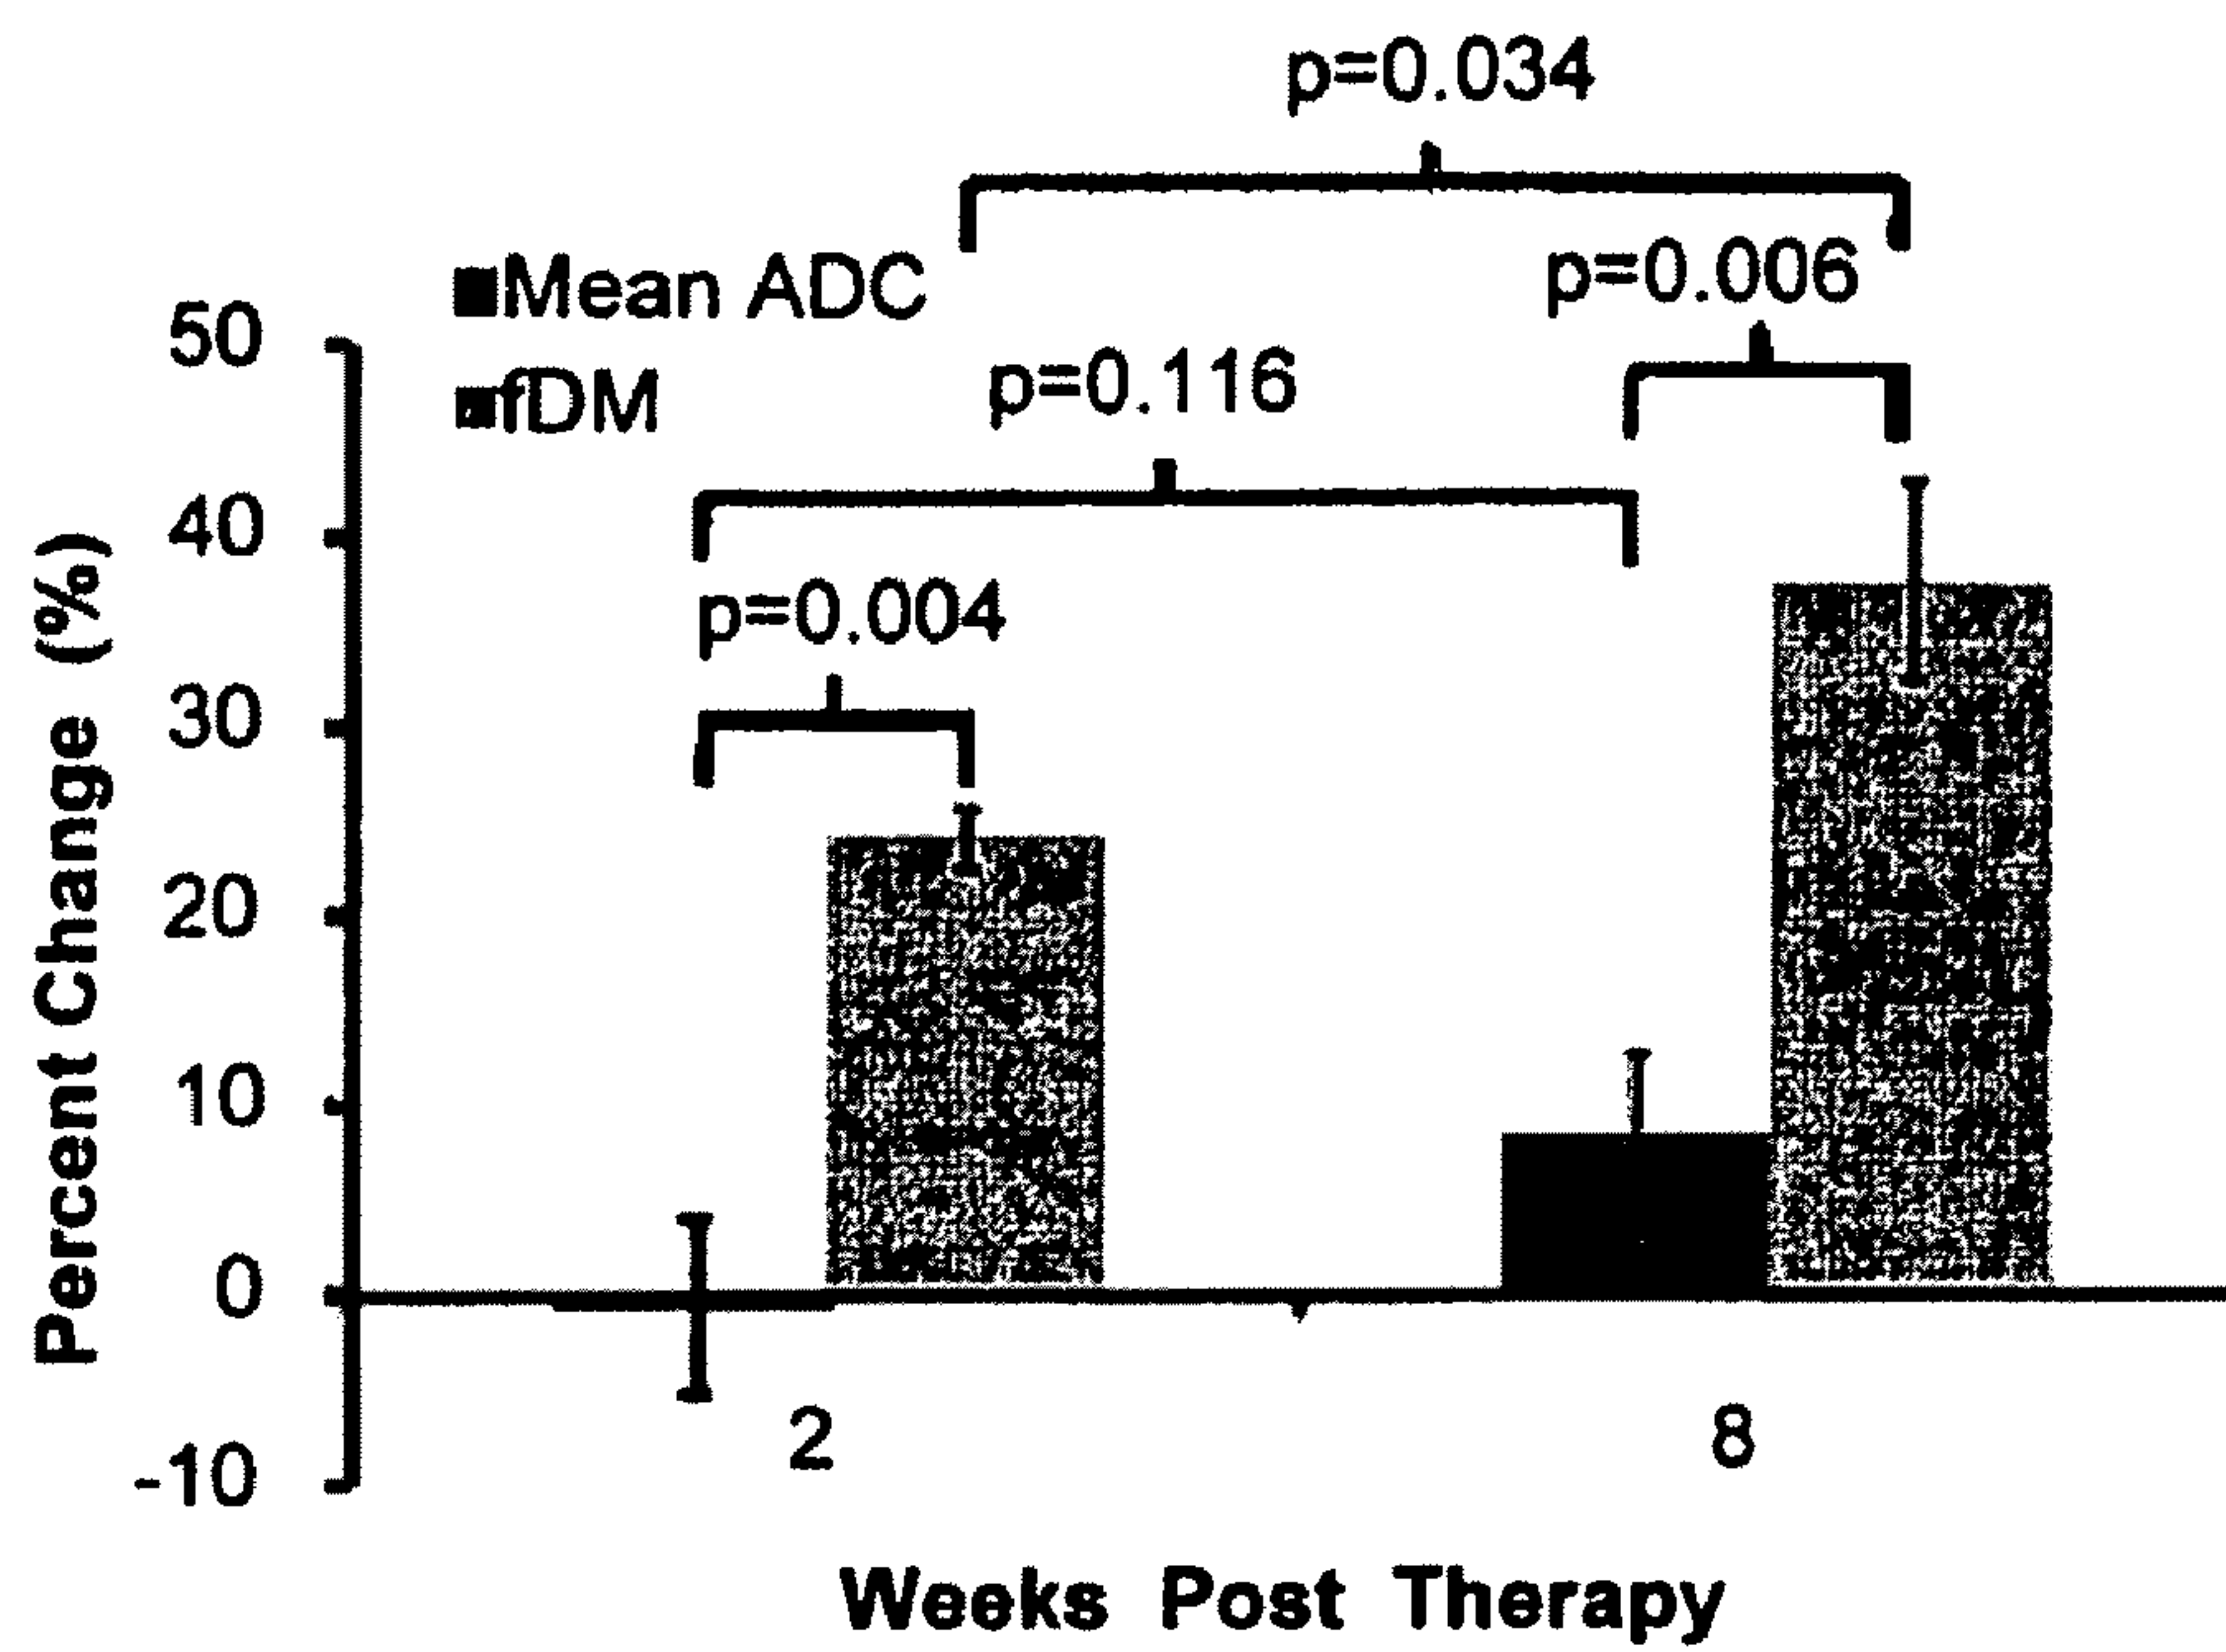 p=0.034
Mean ADC
p=0.006
50
p=0.116
fDM
40
p=0.004
30
20
10
0
-10
Percent Change (%)
2
8
Weeks Post Therapy